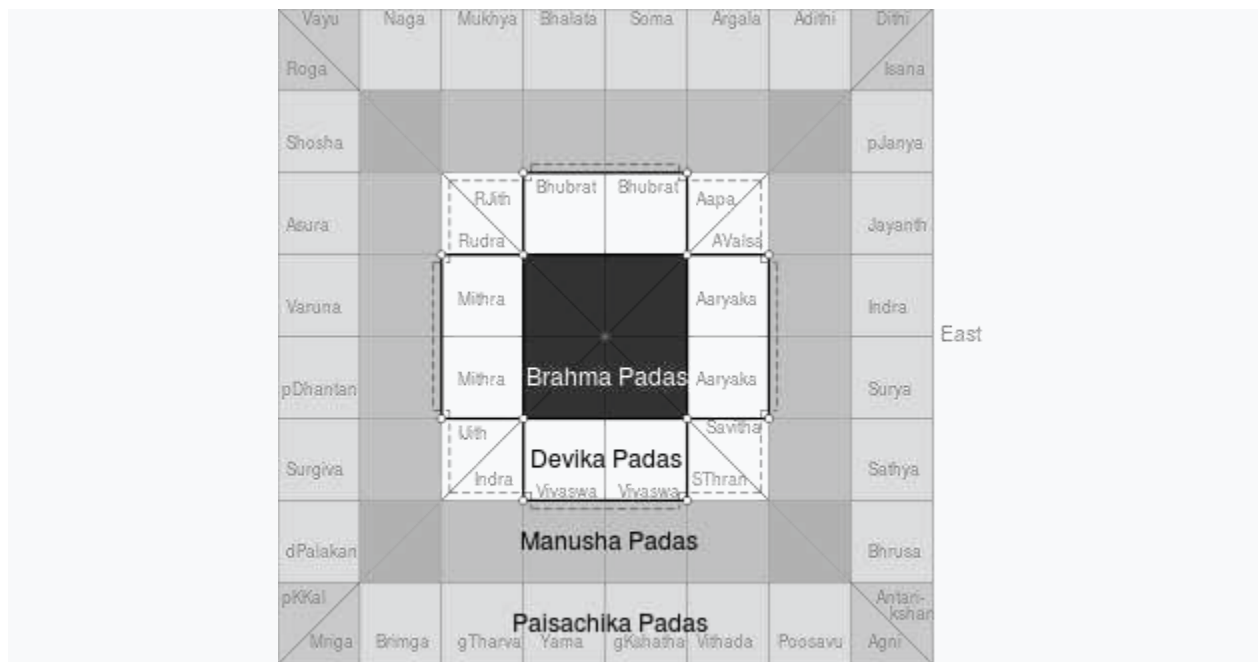 Vayu Naga Mukhya Bhalata Soma Argala Adithi Dithi
Roga Isana
Shosha pJanya
Bhubrat Bhubrat
RJith Aapa
Asura Jayanth
Rudra AVaisa
Mithra Aaryaka
Varuna Indra
East
Mithra Brahma Padas Aaryaka
pDhantan Surya
IJith Savitha
Devika Padas
Surgiva Sathya
Indra Vivaswa Vivaswa SThran
Manusha Padas
dPalakan Bhrusa
pKKal Antari-
kshan
Paisachika Padas
Mriga Brimga gTharva Yama gKshatha Vithada Poosavu Agni